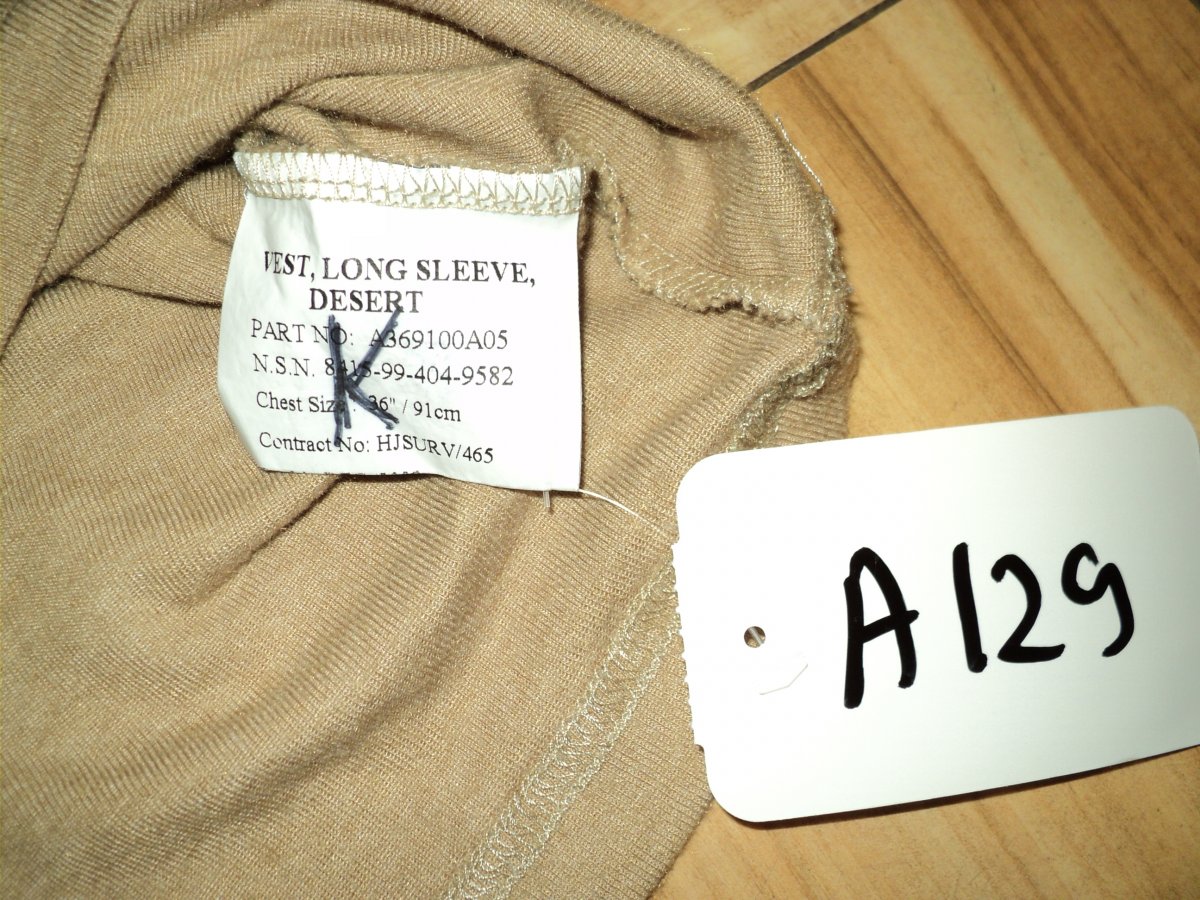 VEST, LONG SLEEVE,
DESERT
PART NO: A369100A05
N.S.N. 8415-99-404-9582
Chest Size: 36" / 91cm
Contract No: HJSURV/465
K
A129